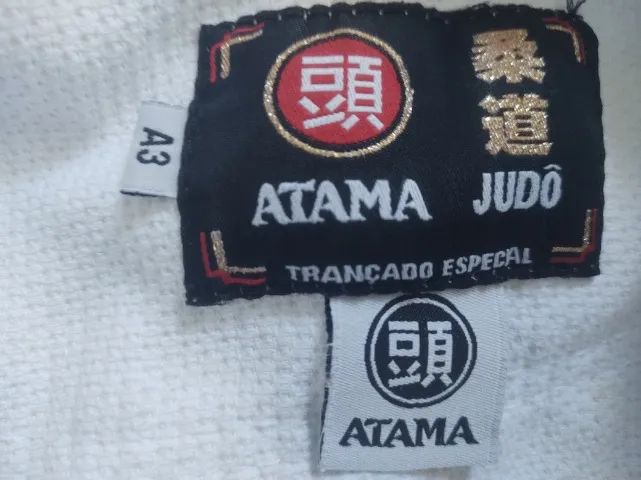 頭
柔道
ATAMA
JUDÔ
TRANÇADO ESPECIAL
A3
頭
ATAMA